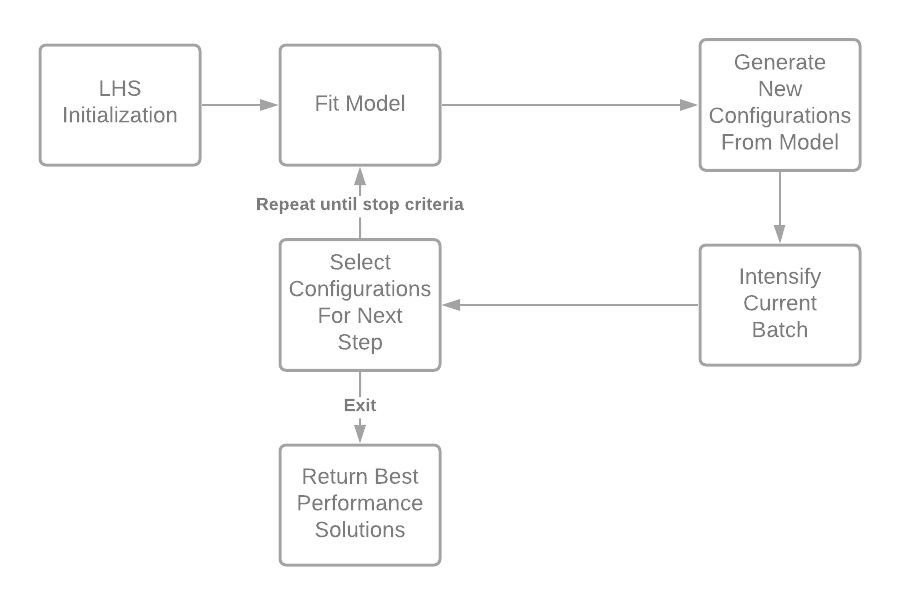 LHS
Initialization
Fit Model
Generate
New
Configurations
From Model
Repeat until stop criteria
Select
Configurations
For Next
Step
Intensify
Current
Batch
Exit
Return Best
Performance
Solutions